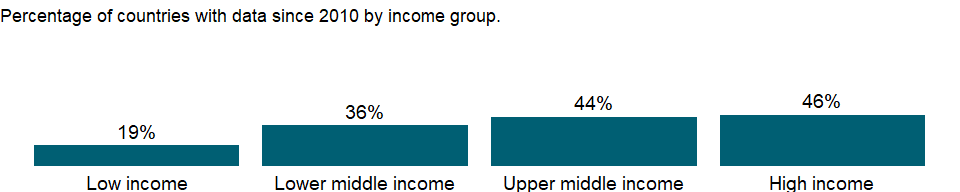 Percentage of countries with data since 2010 by income group.
19%
36%
44%
46%
Low income
Lower middle income
Upper middle income
High income